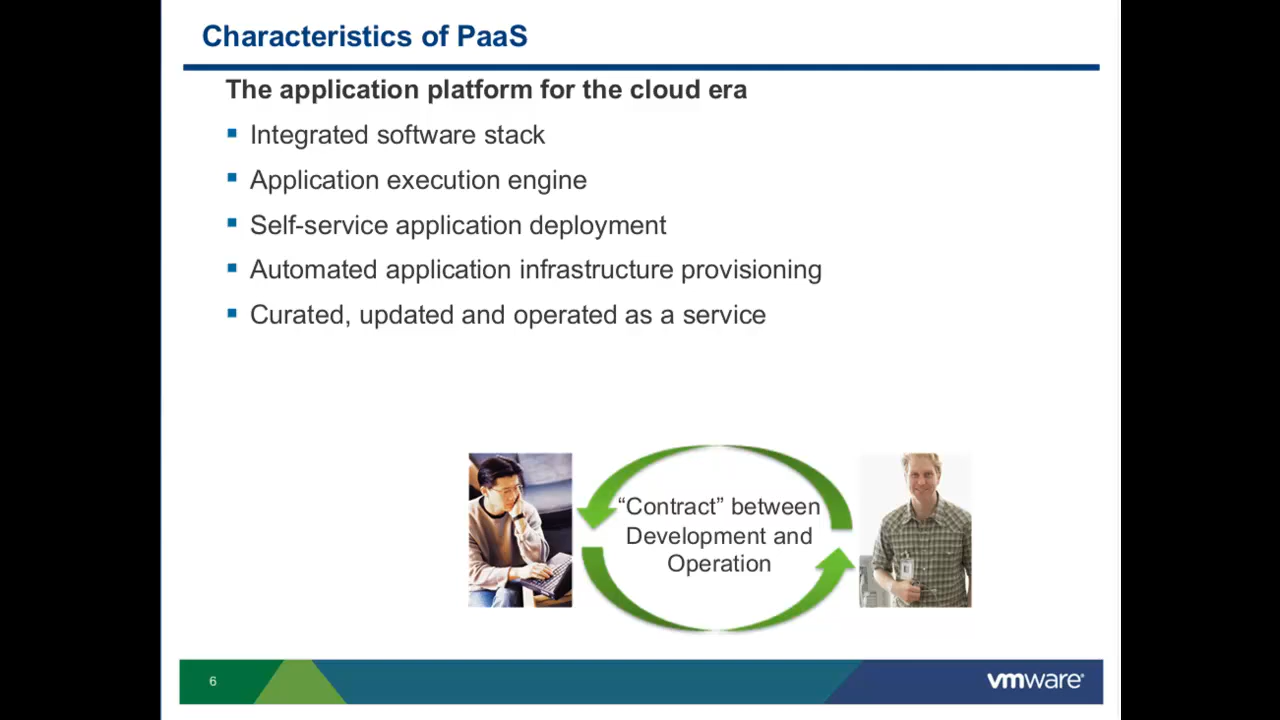 Characteristics of PaaS
The application platform for the cloud era
Integrated software stack
Application execution engine
Self-service application deployment
Automated application infrastructure provisioning
Curated, updated and operated as a service
“Contract” between
Development and
Operation
6
vmware®